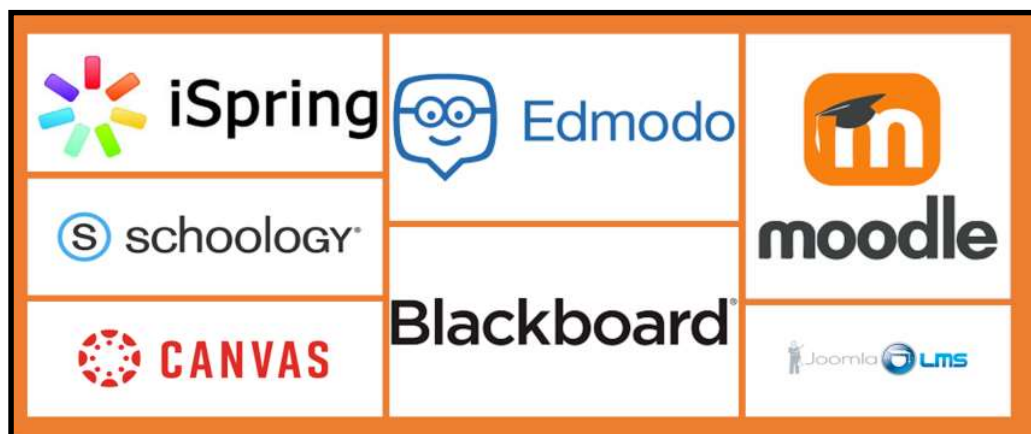 iSpring
Edmodo
m
moodle
S schoology®
Blackboard®
CANVAS
Joomla LMS